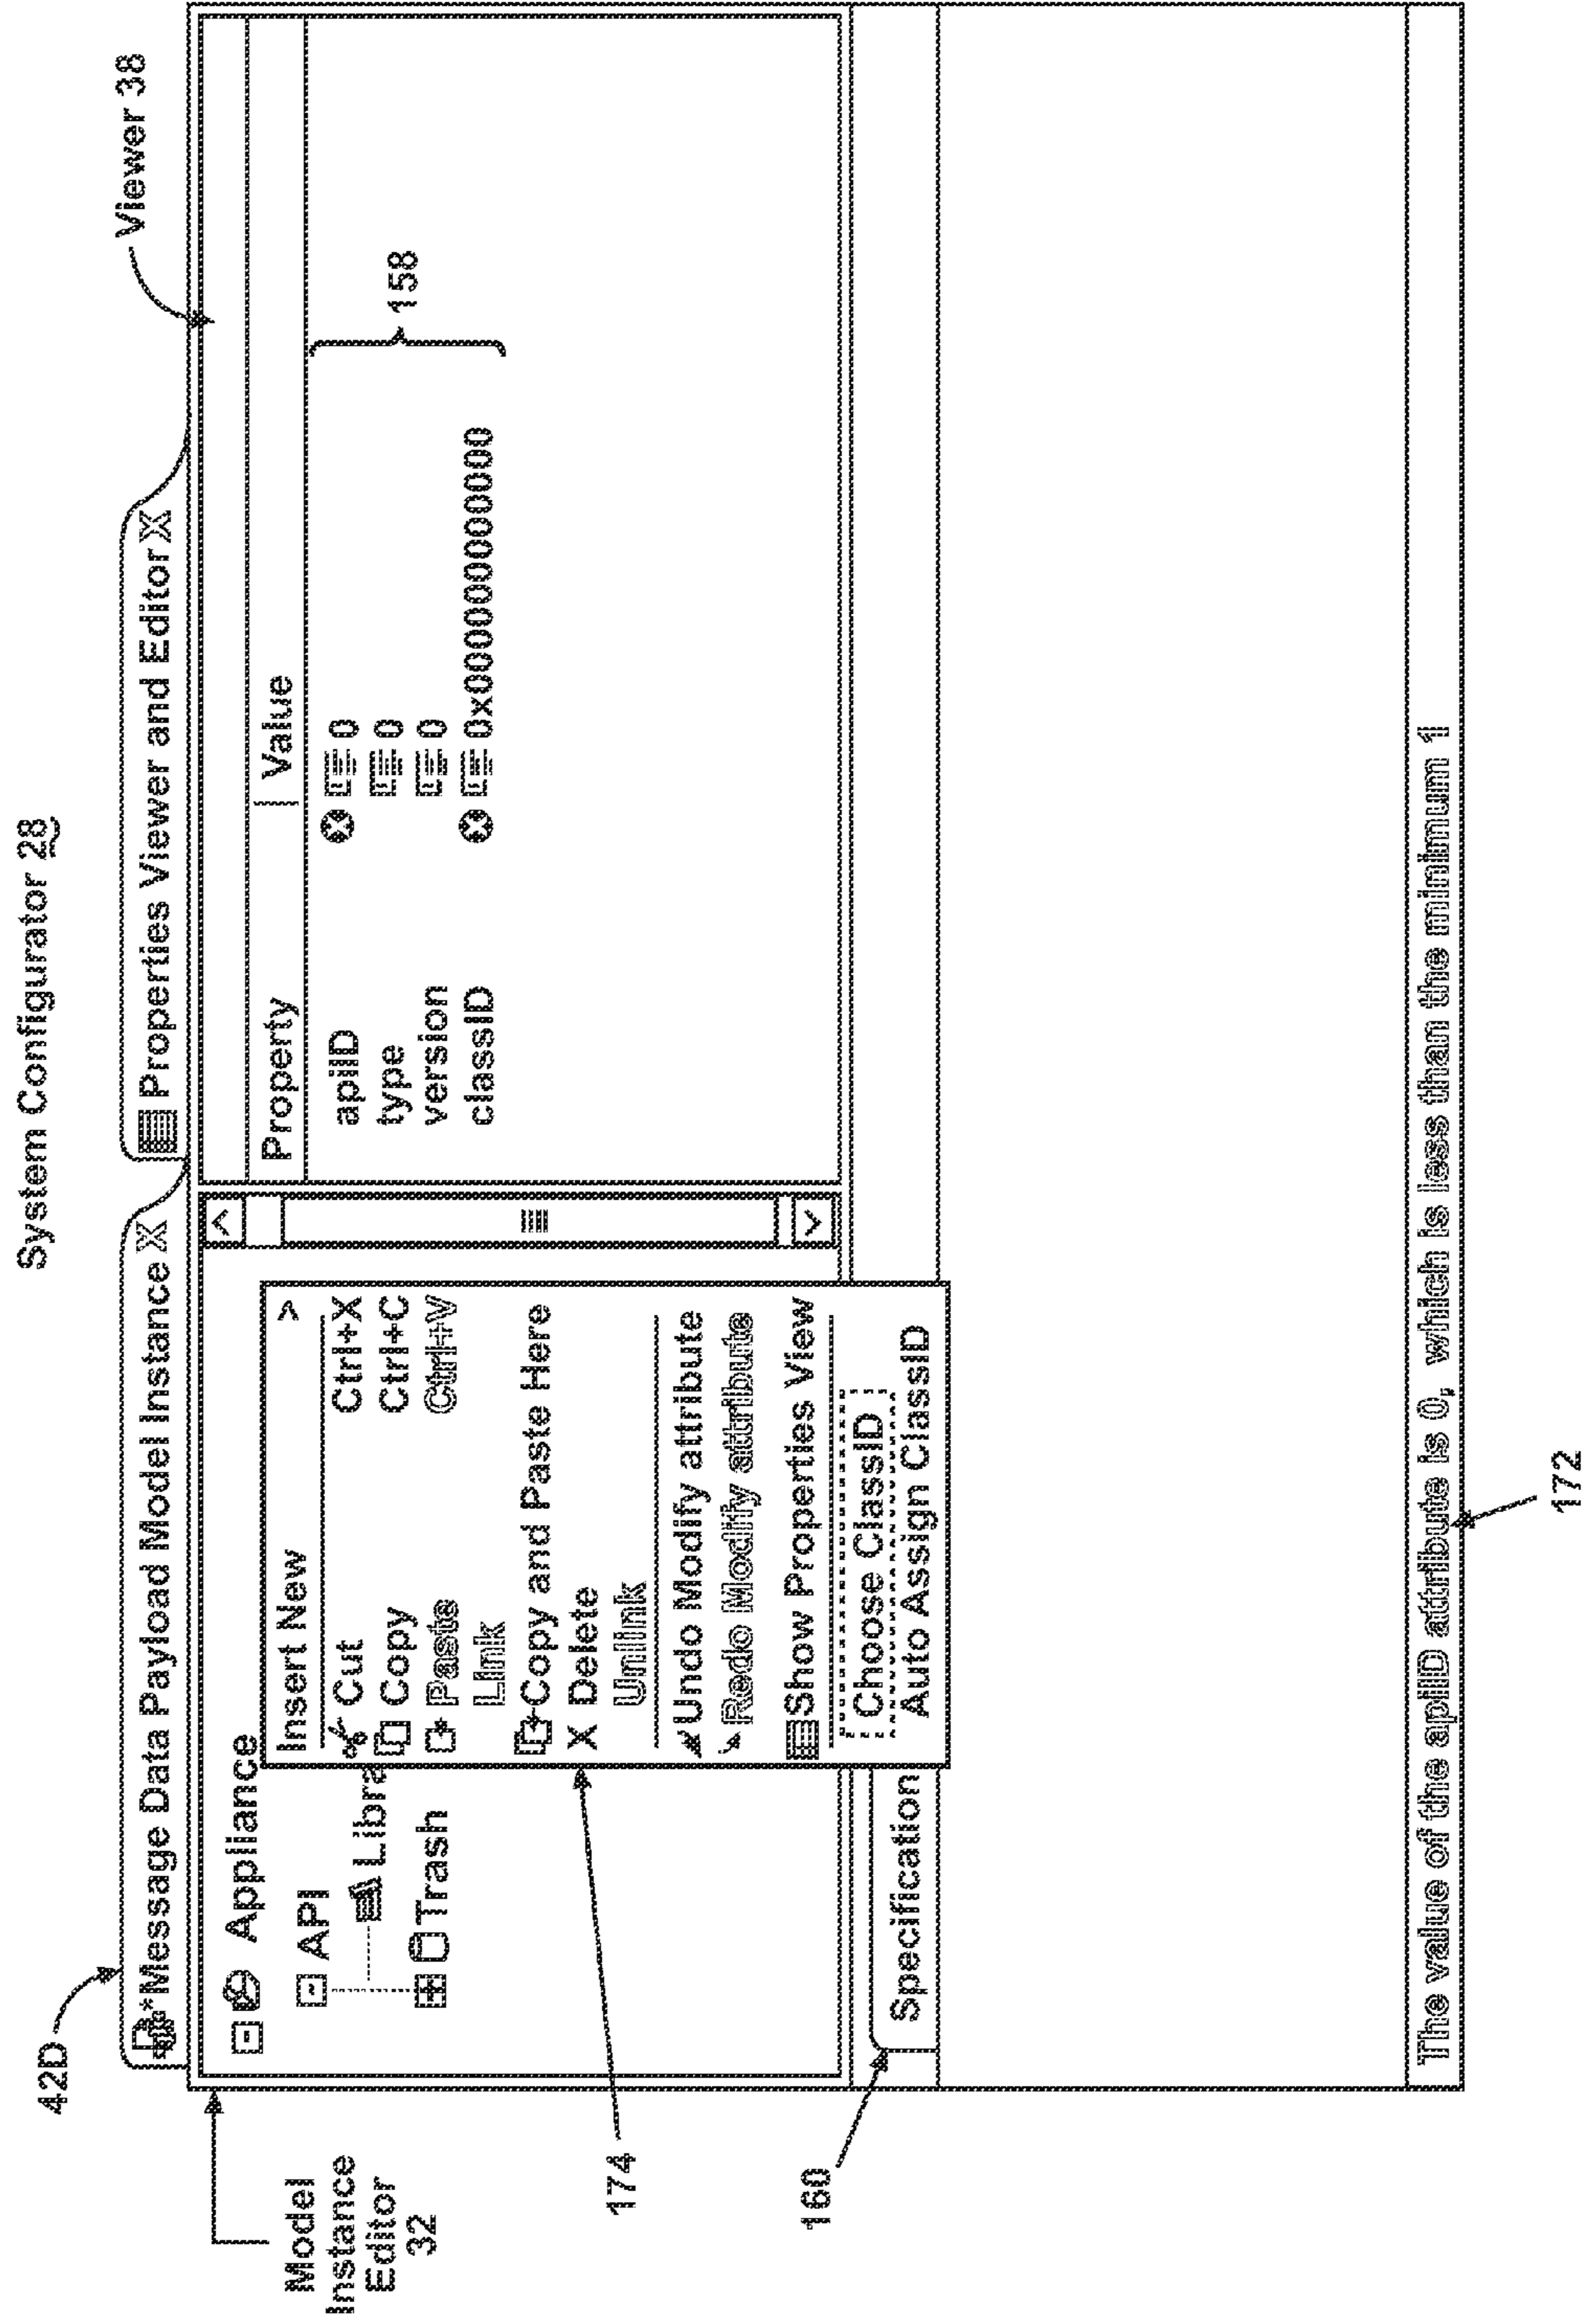 System Configurator 28
42D
Viewer 38
*Message Data Payload Model Instance X
Properties Viewer and Editor X
Model
Instance
Editor
32
Appliance
API
Libra
Trash
Insert New >
Cut Ctrl+X
Copy Ctrl+C
Paste Ctrl+V
Link
Copy and Paste Here
X Delete
Unlink
Undo Modify attribute
Redo Modify attribute
Show Properties View
Choose ClassID
Auto Assign ClassID
Property Value
apiID 0
type 0
version 0
classID 0x0000000000
158
174
160
Specification
The value of the apiID attribute is 0, which is less than the minimum 1
172